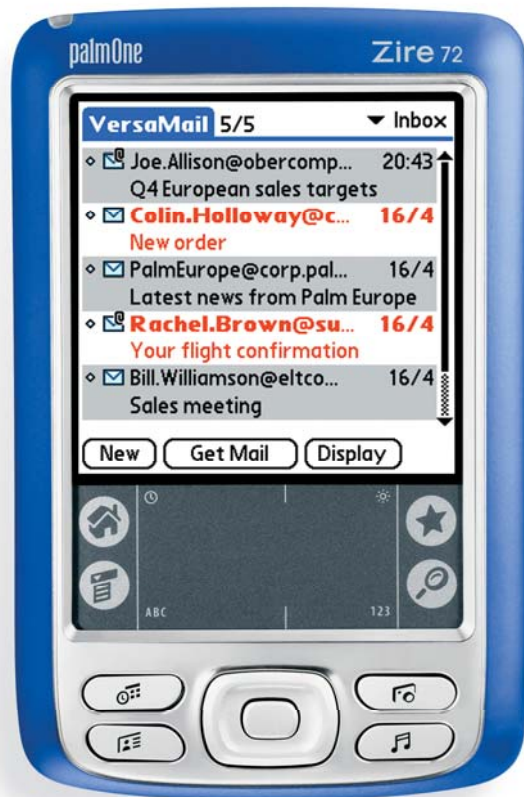 palmOne Zire 72
VersaMail 5/5 Inbox
Joe.Allison@obercomp... 20:43
Q4 European sales targets
Colin.Holloway@c... 16/4
New order
PalmEurope@corp.pal... 16/4
Latest news from Palm Europe
Rachel.Brown@su... 16/4
Your flight confirmation
Bill.Williamson@eltco... 16/4
Sales meeting
New Get Mail Display
ABC 123